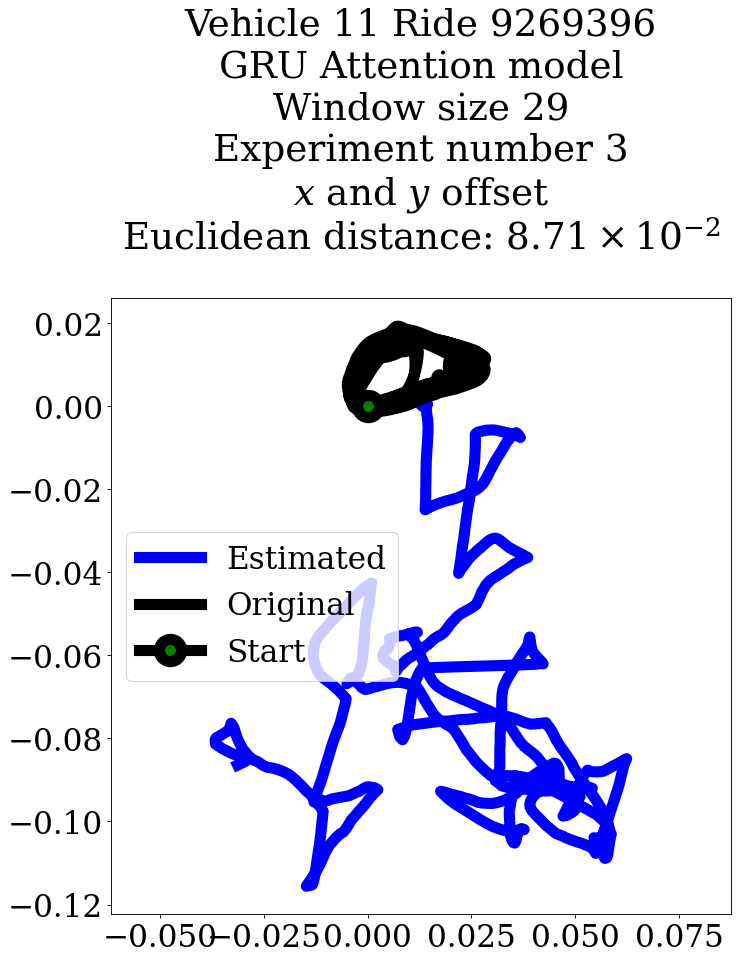 Vehicle 11 Ride 9269396
GRU Attention model
Window size 29
Experiment number 3
x and y offset
Euclidean distance: 8.71 × 10⁻²
0.02
0.00
−0.02
−0.04
−0.06
−0.08
−0.10
−0.12
Estimated
Original
Start
−0.050 −0.025 0.000 0.025 0.050 0.075